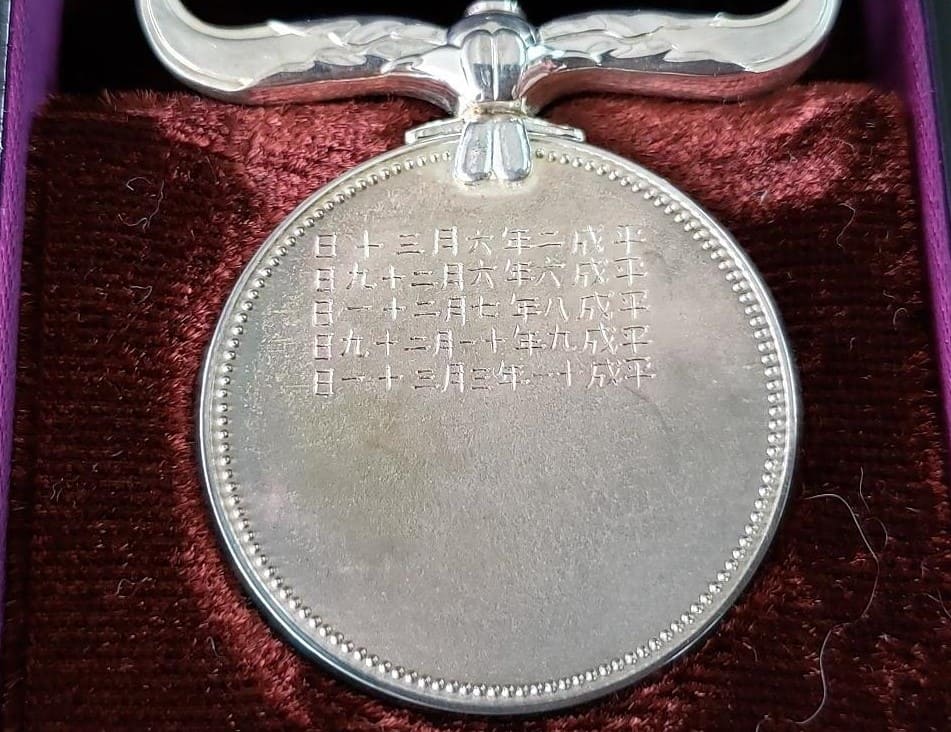 平成二年六月三十日
平成六年六月二十九日
平成八年七月二十一日
平成九年十一月二十九日
平成十一年三月三十一日